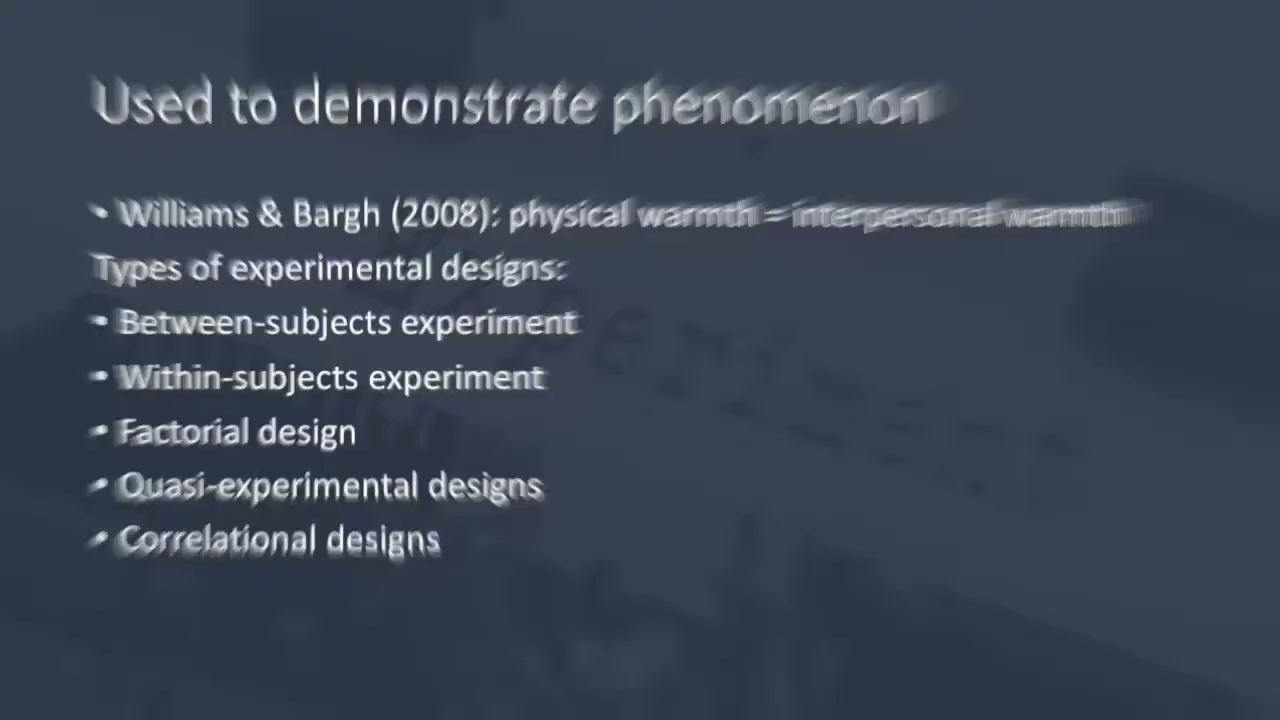 Used to demonstrate phenomenon
• Williams & Bargh (2008): physical warmth = interpersonal warmth
Types of experimental designs:
• Between-subjects experiment
• Within-subjects experiment
• Factorial design
• Quasi-experimental designs
• Correlational designs
Experiment